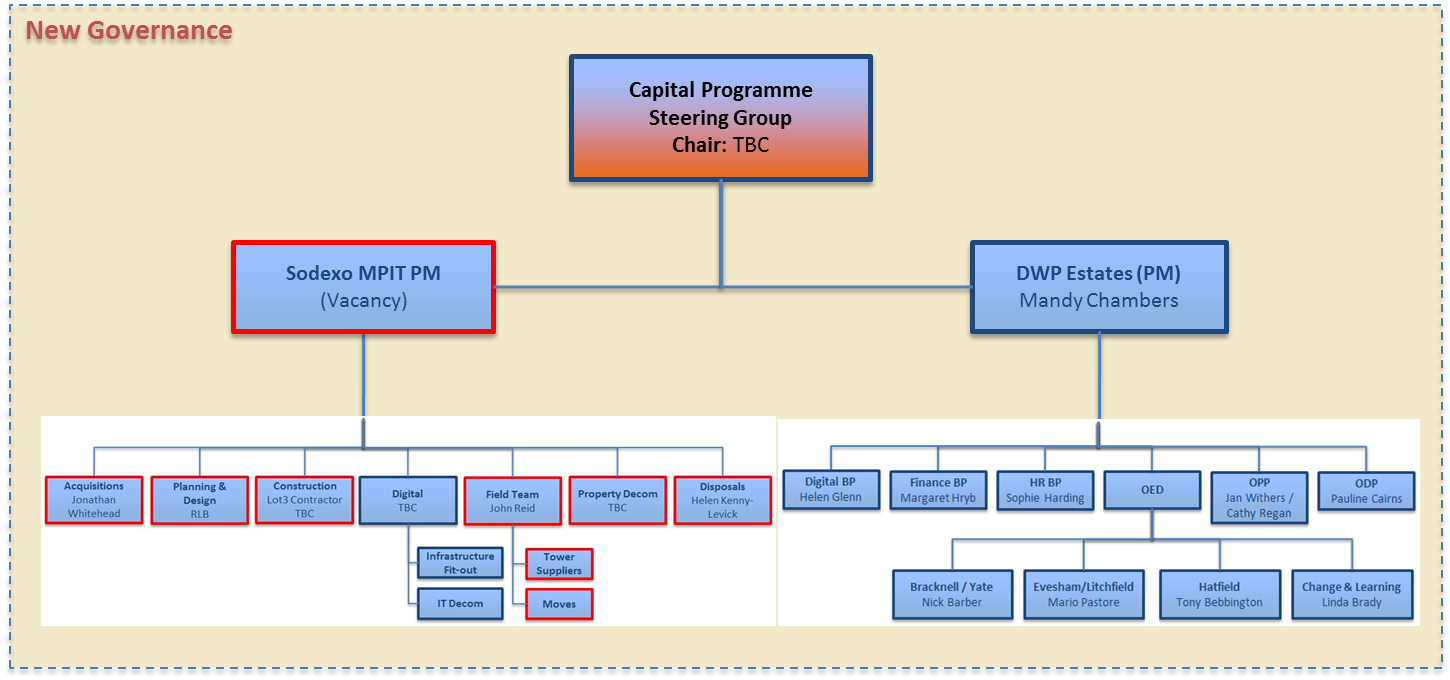 New Governance
Capital Programme
Steering Group
Chair: TBC
Sodexo MPIT PM
(Vacancy)
DWP Estates (PM)
Mandy Chambers
Acquisitions
Jonathan
Whitehead
Planning &
Design
RLB
Construction
Lot3 Contractor
TBC
Digital
TBC
Field Team
John Reid
Property Decom
TBC
Disposals
Helen Kenny-
Levick
Infrastructure
Fit-out
IT Decom
Tower
Suppliers
Moves
Digital BP
Helen Glenn
Finance BP
Margaret Hryb
HR BP
Sophie Harding
OED
OPP
Jan Withers /
Cathy Regan
ODP
Pauline Cairns
Bracknell / Yate
Nick Barber
Evesham/Litchfield
Mario Pastore
Hatfield
Tony Bebbington
Change & Learning
Linda Brady